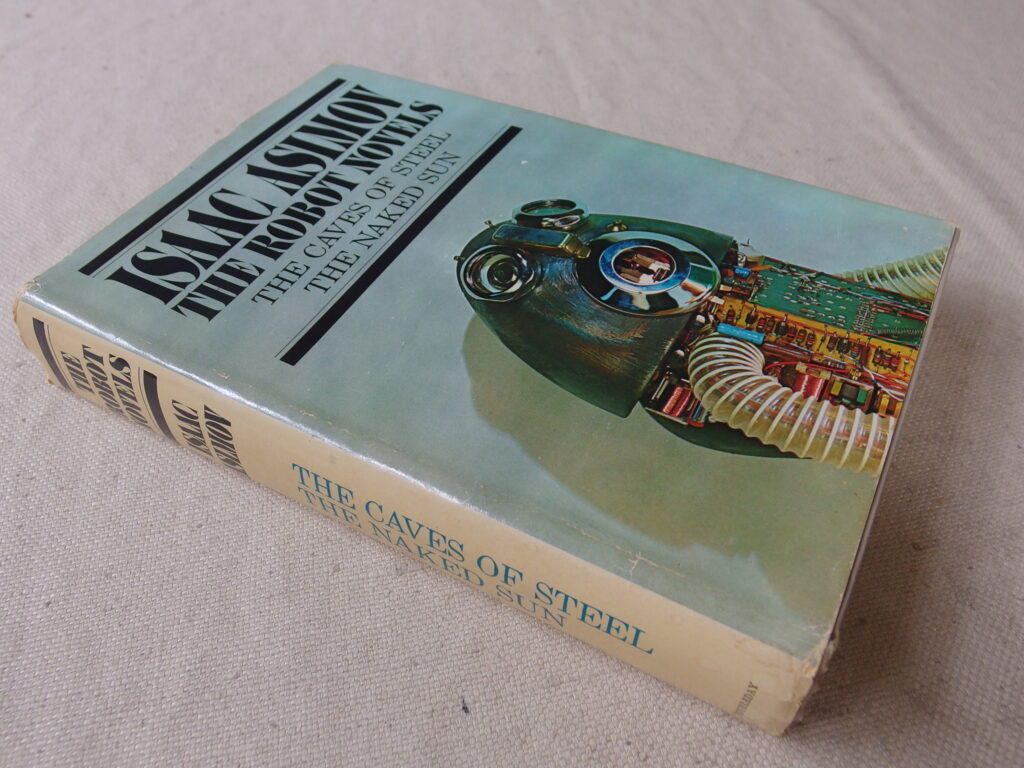 ISAAC ASIMOV
THE ROBOT NOVELS
THE CAVES OF STEEL
THE NAKED SUN
THE
ROBOT
NOVELS
ISAAC
ASIMOV
THE CAVES OF STEEL
THE NAKED SUN
DOUBLEDAY